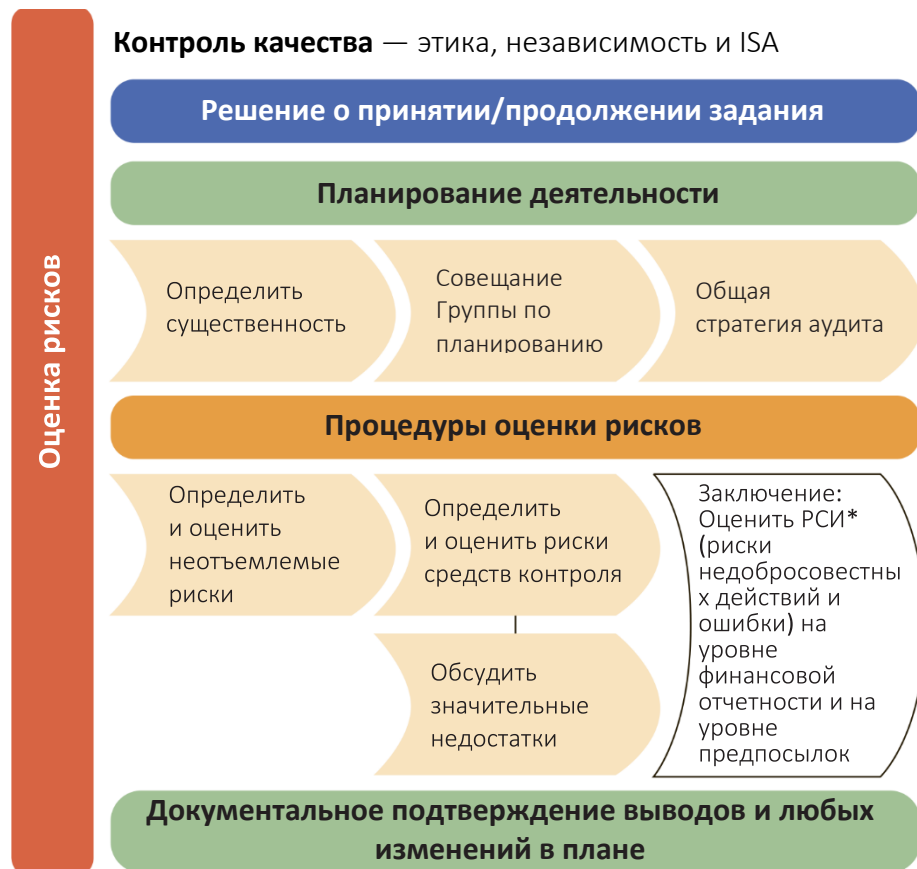 Оценка рисков
Контроль качества — этика, независимость и ISA
Решение о принятии/продолжении задания
Планирование деятельности
Определить
существенность
Совещание
Группы по
планированию
Общая
стратегия аудита
Процедуры оценки рисков
Определить
и оценить
неотъемлемые
риски
Определить
и оценить риски
средств контроля
Обсудить
значительные
недостатки
Заключение:
Оценить РСИ*
(риски
недобросовестны
х действий и
ошибки) на
уровне
финансовой
отчетности и на
уровне
предпосылок
Документальное подтверждение выводов и любых
изменений в плане